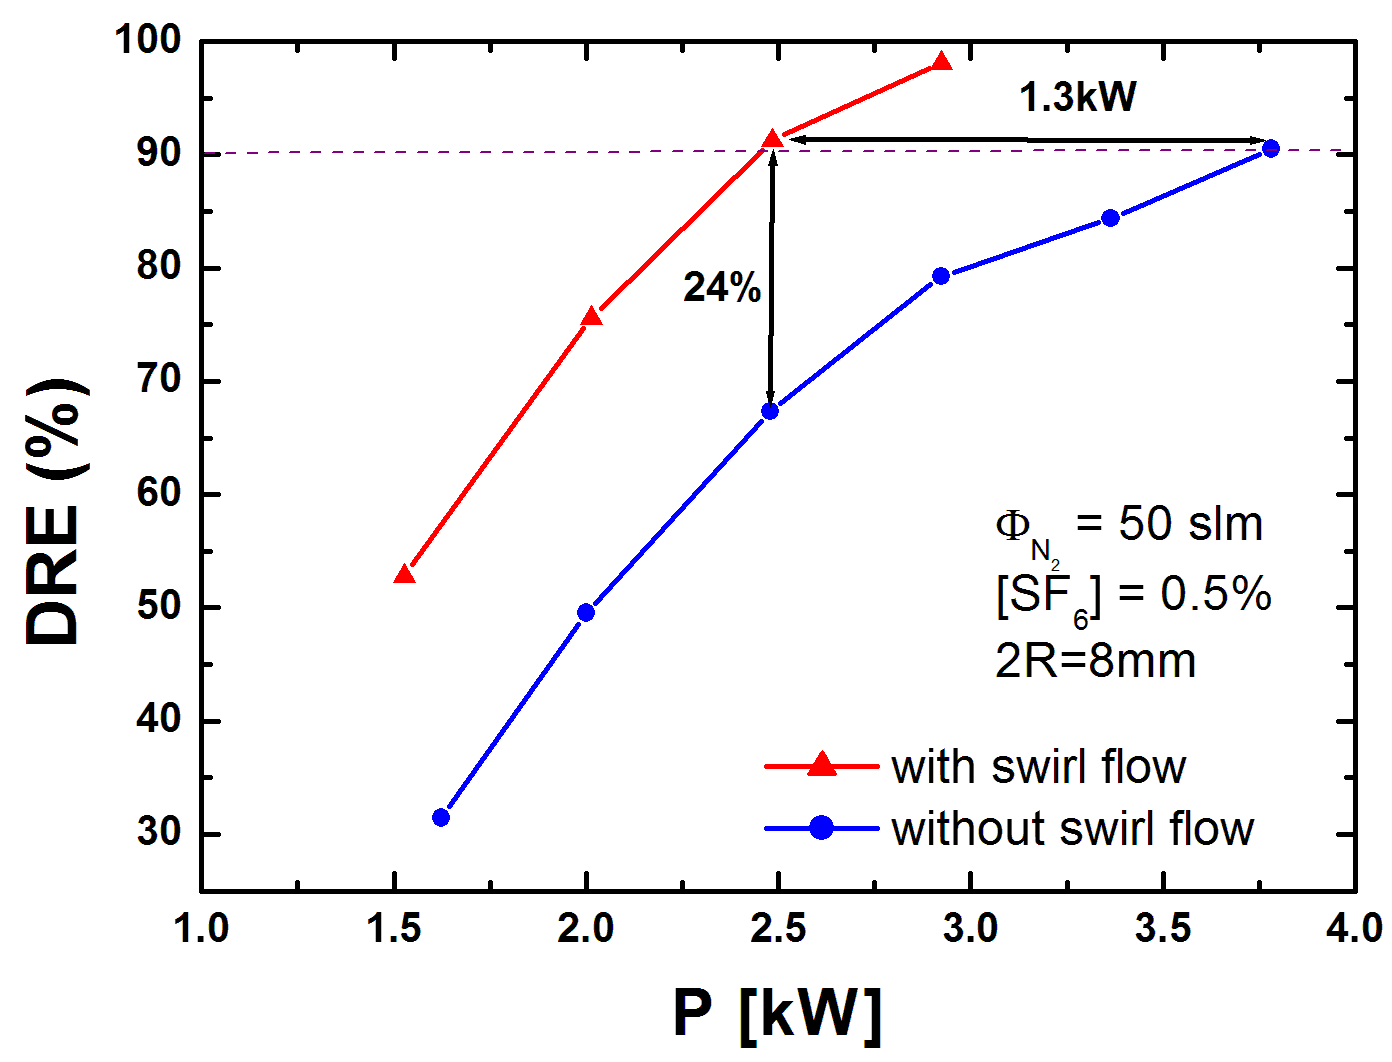 100
90
80
70
60
50
40
30
DRE (%)
1.3kW
24%
Φ_N₂ = 50 slm
[SF₆] = 0.5%
2R=8mm
with swirl flow
without swirl flow
1.0 1.5 2.0 2.5 3.0 3.5 4.0
P [kW]